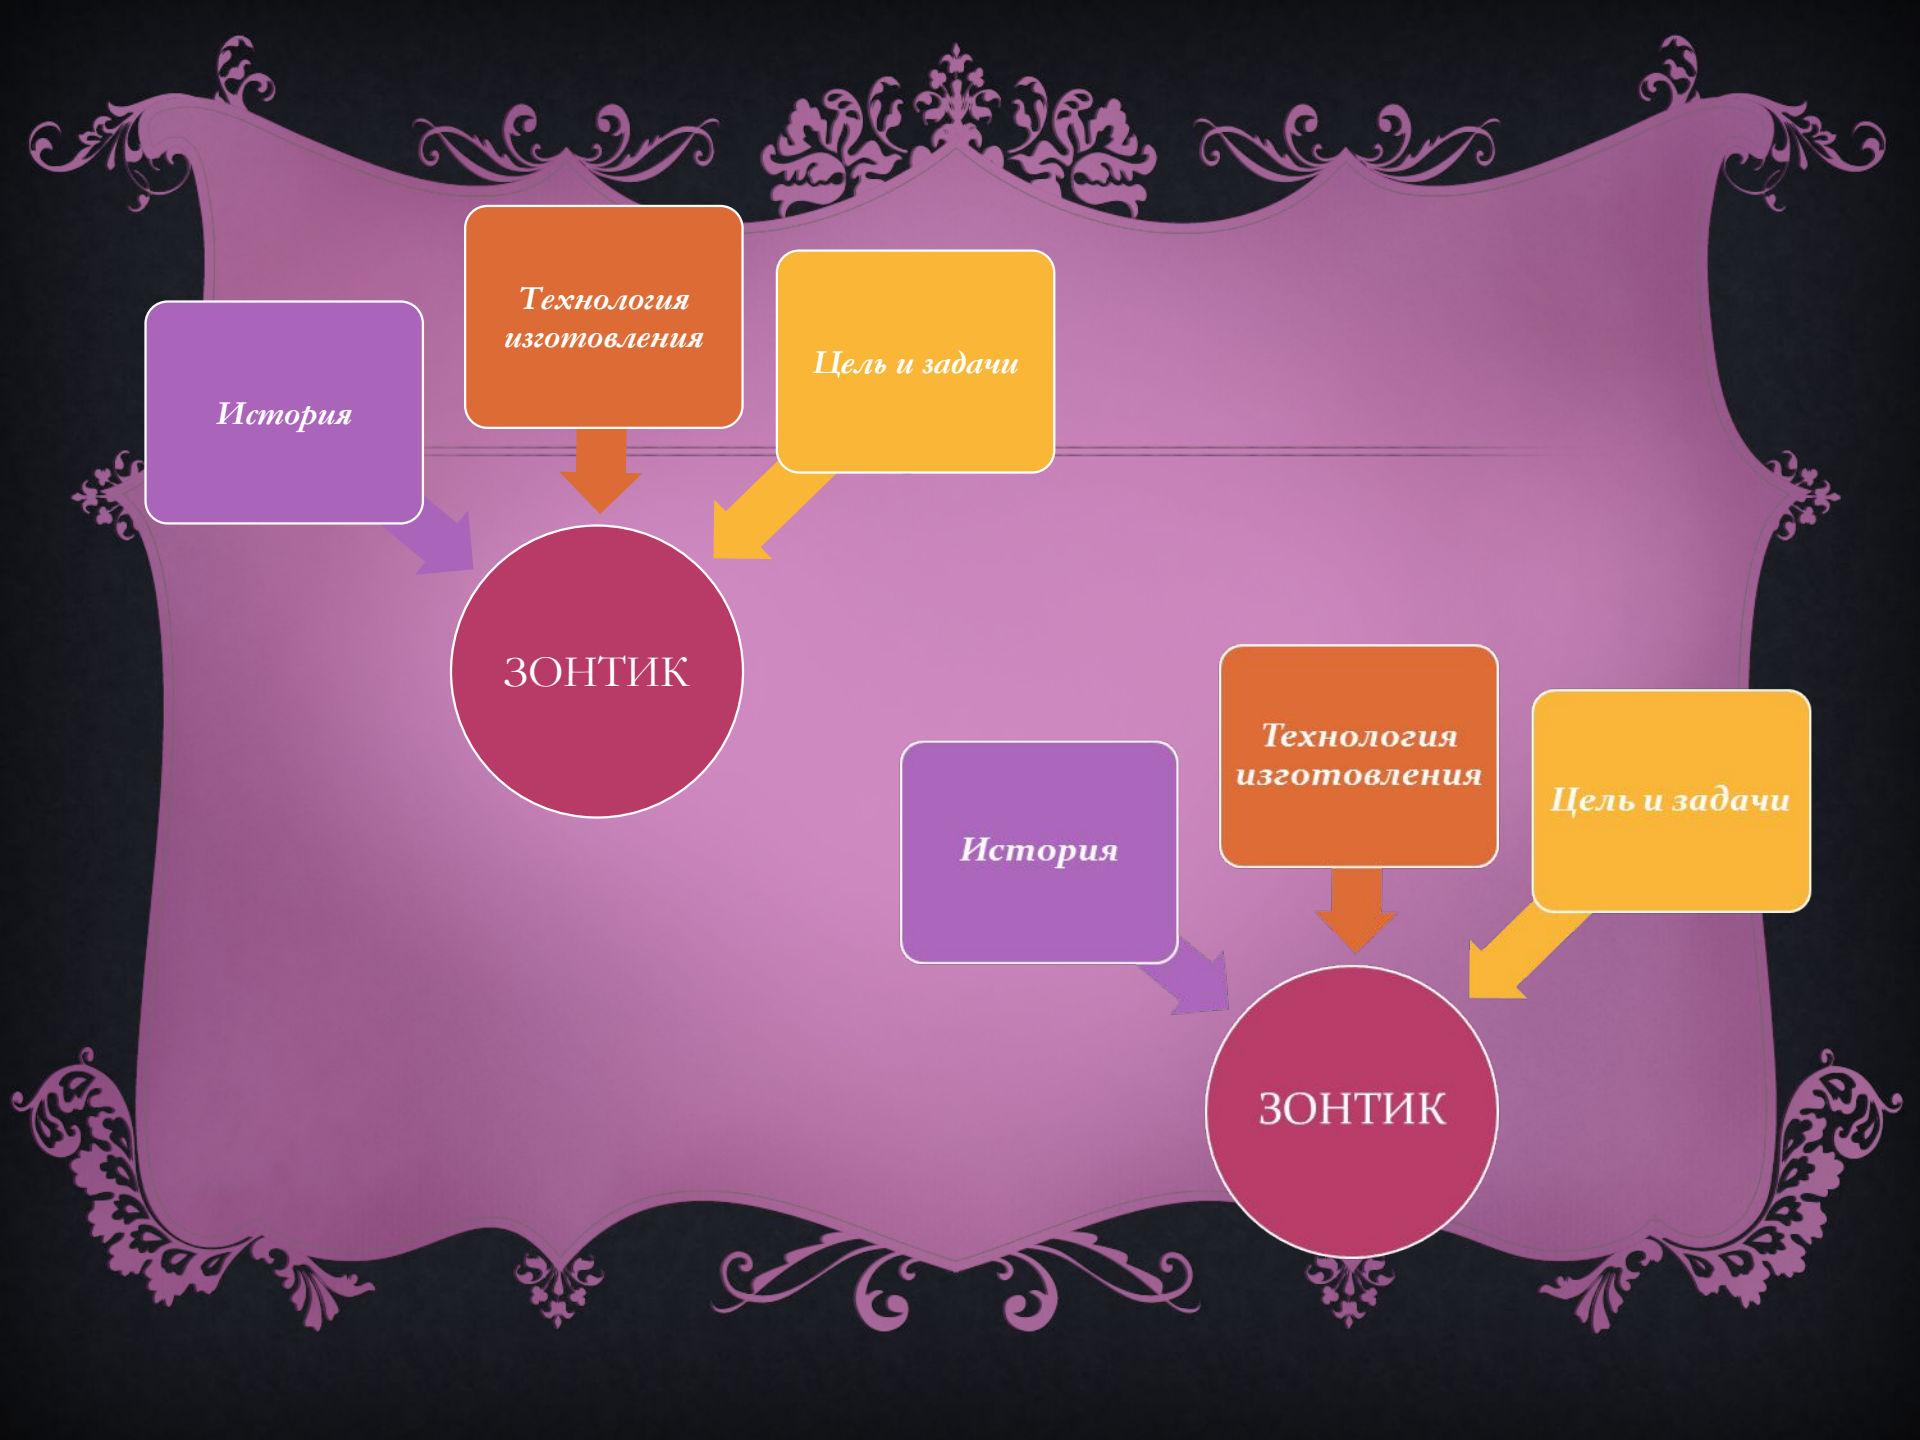 Технология
изготовления
Цель и задачи
История
ЗОНТИК
Технология
изготовления
Цель и задачи
История
ЗОНТИК